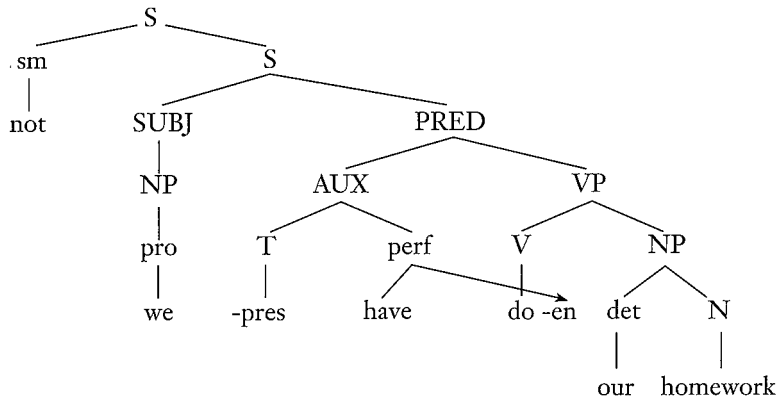 S
sm S
not SUBJ PRED
NP AUX VP
pro T perf V NP
we -pres have do -en det N
our homework